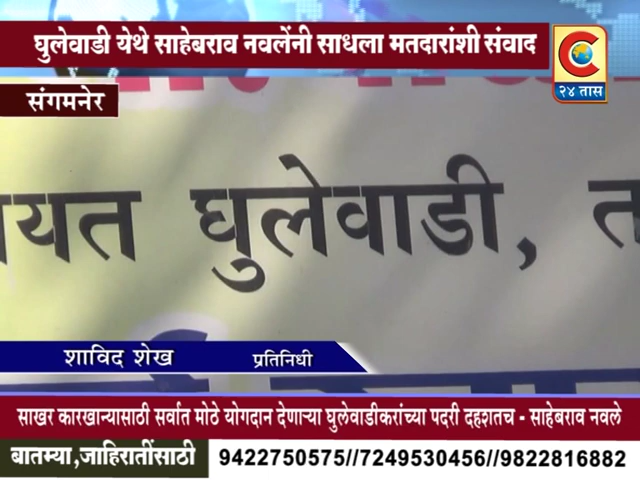 घुलेवाडी येथे साहेबराव नवलेंनी साधला मतदारांशी संवाद
C
२४ तास
संगमनेर
यत घुलेवाडी, त
शाविद शेख प्रतिनिधी
साखर कारखान्यासाठी सर्वात मोठे योगदान देणाऱ्या घुलेवाडीकरांच्या पदरी दहशतच - साहेबराव नवले
बातम्या,जाहिरातींसाठी 9422750575//7249530456//9822816882